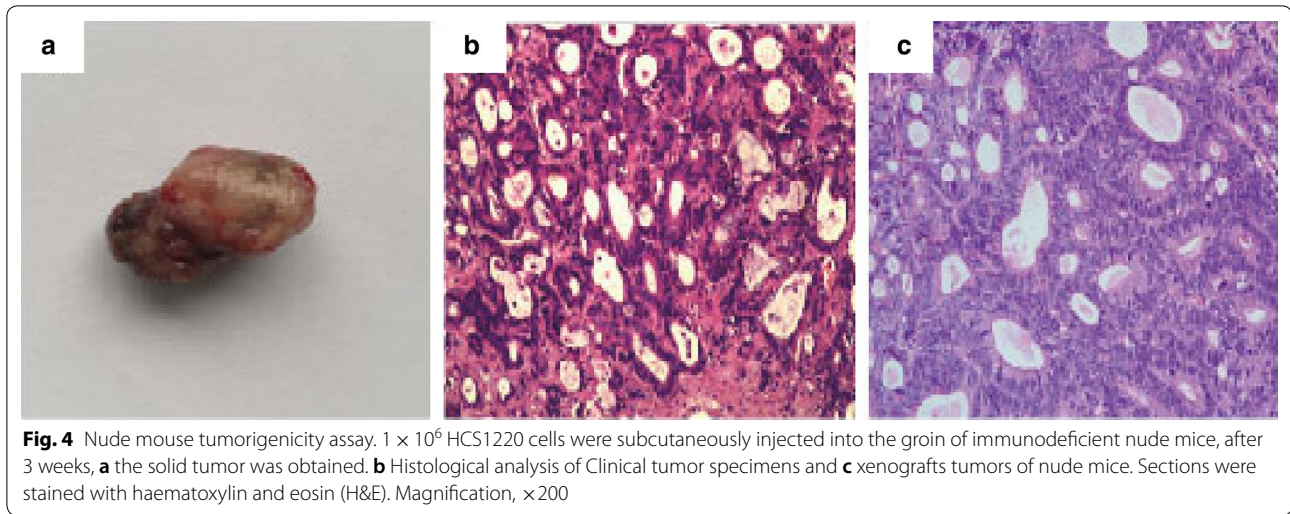 a
b
c
Fig. 4 Nude mouse tumorigenicity assay. 1 × 10⁶ HCS1220 cells were subcutaneously injected into the groin of immunodeficient nude mice, after
3 weeks, a the solid tumor was obtained. b Histological analysis of Clinical tumor specimens and c xenografts tumors of nude mice. Sections were
stained with haematoxylin and eosin (H&E). Magnification, ×200